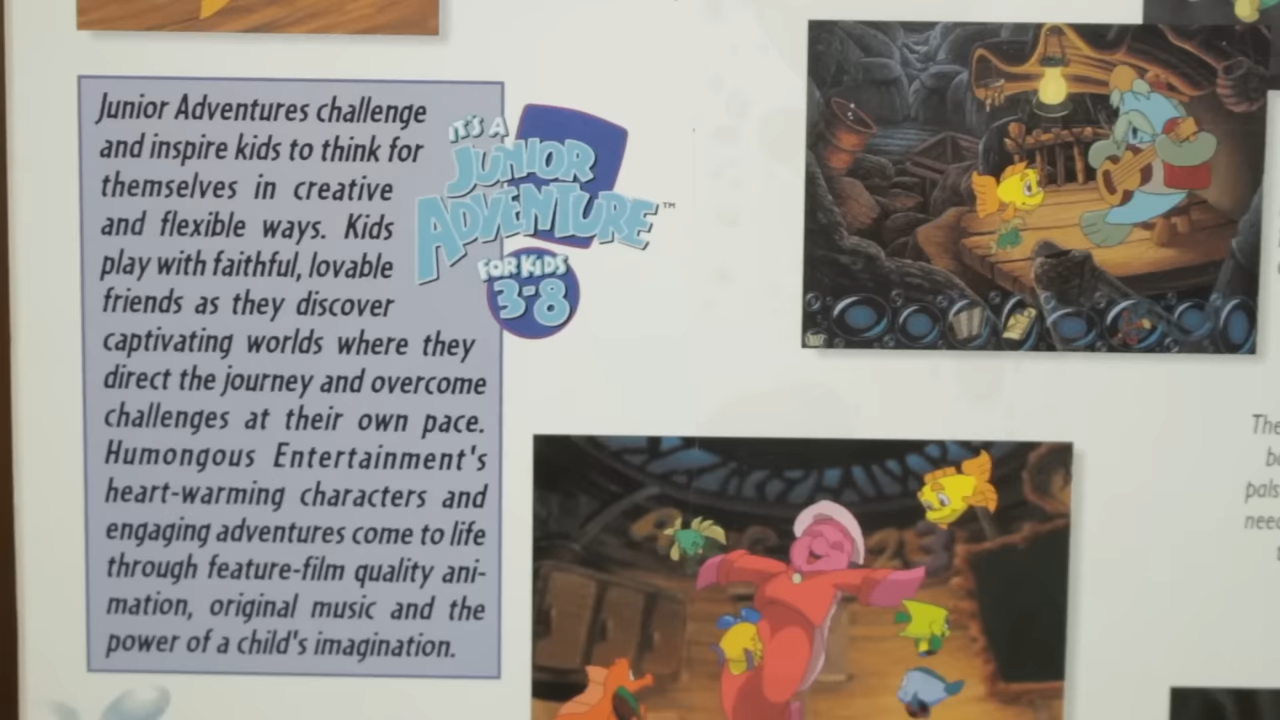 Junior Adventures challenge
and inspire kids to think for
themselves in creative
and flexible ways. Kids
play with faithful, lovable
friends as they discover
captivating worlds where they
direct the journey and overcome
challenges at their own pace.
Humongous Entertainment's
heart-warming characters and
engaging adventures come to life
through feature-film quality ani-
mation, original music and the
power of a child's imagination.
IT'S A
JUNIOR
ADVENTURE™
FOR KIDS
3-8
The
pals